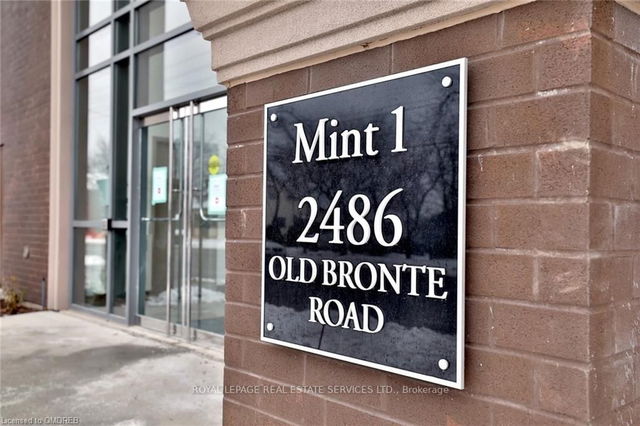 Mint 1
2486
OLD BRONTE
ROAD
ROYAL LEPAGE REAL ESTATE SERVICES LTD., Brokerage
Licensed to OMDREB